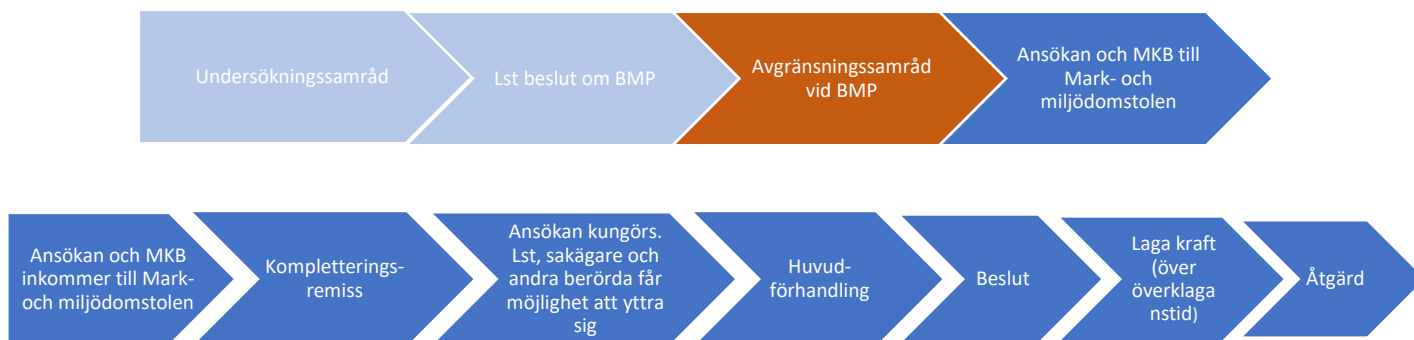 Undersökningssamråd
Lst beslut om BMP
Avgränsningssamråd
vid BMP
Ansökan och MKB till
Mark- och
miljödomstolen
Ansökan och MKB
inkommer till Mark-
och miljödomstolen
Kompletterings-
remiss
Ansökan kungörs.
Lst, sakägare och
andra berörda får
möjlighet att yttra
sig
Huvud-
förhandling
Beslut
Laga kraft
(över
överklaga
nstid)
Åtgärd